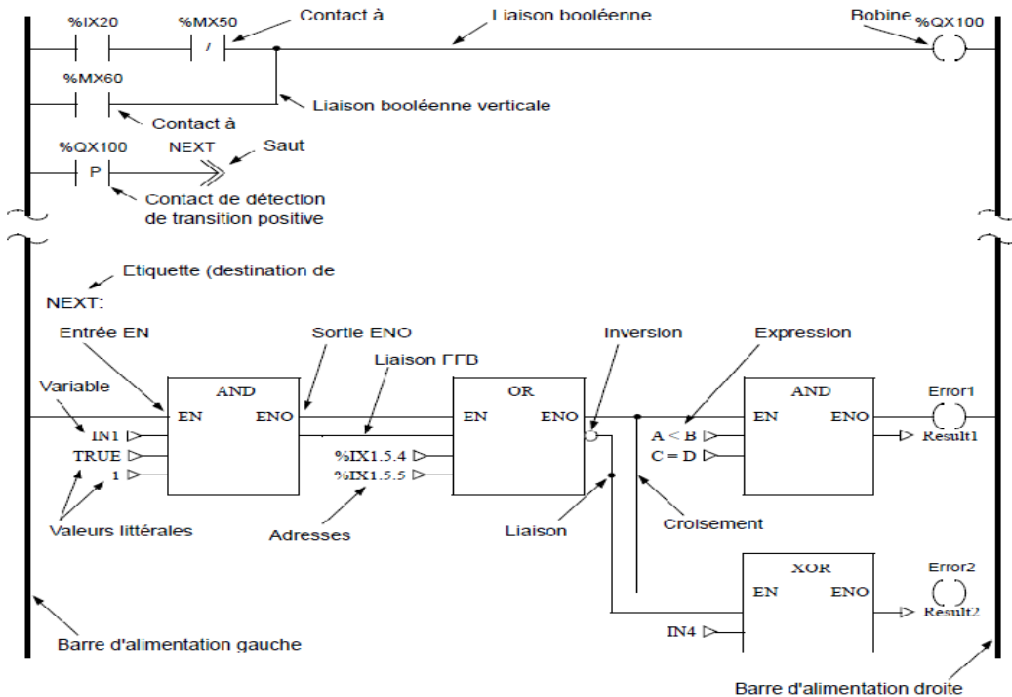 Contact à
Liaison booléenne
Bobine
%IX20
%MX50
%QX100
/
%MX60
Liaison booléenne verticale
Contact à
%QX100
NEXT
Saut
P
Contact de détection
de transition positive
Etiquette (destination de
NEXT:
Entrée EN
Sortie ENO
Inversion
Expression
Liaison FFB
Variable
AND
OR
AND
Error1
EN
ENO
EN
ENO
EN
ENO
IN1
A < B
Result1
TRUE
%IX1.5.4
C = D
1
%IX1.5.5
Valeurs littérales
Adresses
Liaison
Croisement
XOR
Error2
EN
ENO
Result2
IN4
Barre d'alimentation gauche
Barre d'alimentation droite